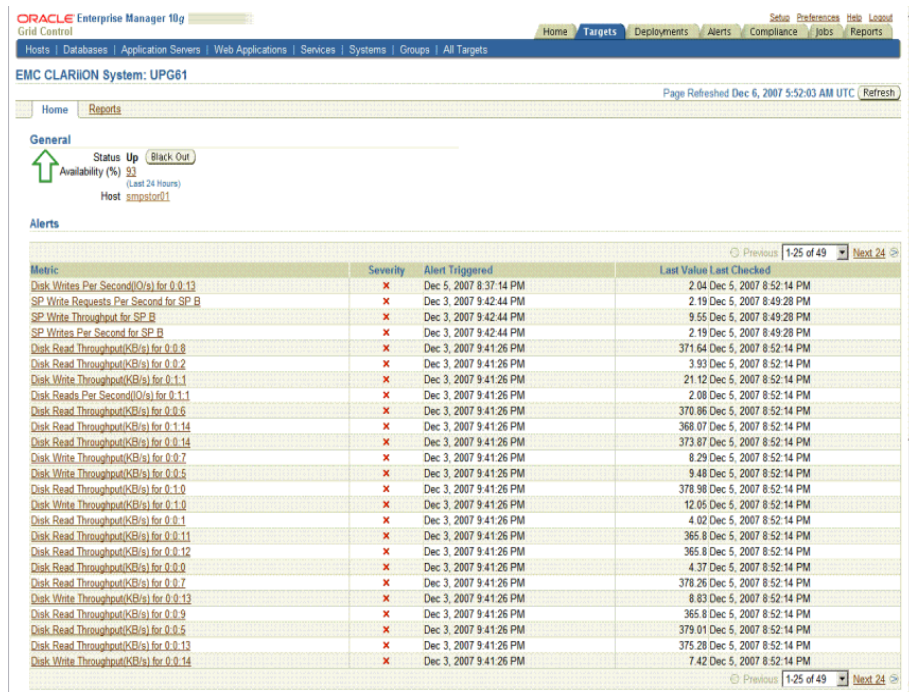 ORACLE Enterprise Manager 10g
Grid Control
Setup Preferences Help Logout
Home Targets Deployments Alerts Compliance Jobs Reports
Hosts | Databases | Application Servers | Web Applications | Services | Systems | Groups | All Targets
EMC CLARiiON System: UPG61
Page Refreshed Dec 6, 2007 5:52:03 AM UTC Refresh
Home Reports
General
Status Up Black Out
Availability (%) 93
(Last 24 Hours)
Host smpstor01
Alerts
Previous 1-25 of 49 Next 24
Metric Severity Alert Triggered Last Value Last Checked
Disk Writes Per Second(IO/s) for 0:0:13 Dec 5, 2007 8:37:14 PM 2.04 Dec 5, 2007 8:52:14 PM
SP Write Requests Per Second for SP B Dec 3, 2007 9:42:44 PM 2.19 Dec 5, 2007 8:49:28 PM
SP Write Throughput for SP B Dec 3, 2007 9:42:44 PM 9.55 Dec 5, 2007 8:49:28 PM
SP Writes Per Second for SP B Dec 3, 2007 9:42:44 PM 2.19 Dec 5, 2007 8:49:28 PM
Disk Read Throughput(KB/s) for 0:0:8 Dec 3, 2007 9:41:26 PM 371.64 Dec 5, 2007 8:52:14 PM
Disk Read Throughput(KB/s) for 0:0:2 Dec 3, 2007 9:41:26 PM 3.93 Dec 5, 2007 8:52:14 PM
Disk Write Throughput(KB/s) for 0:1:1 Dec 3, 2007 9:41:26 PM 21.12 Dec 5, 2007 8:52:14 PM
Disk Reads Per Second(IO/s) for 0:1:1 Dec 3, 2007 9:41:26 PM 2.08 Dec 5, 2007 8:52:14 PM
Disk Read Throughput(KB/s) for 0:0:6 Dec 3, 2007 9:41:26 PM 370.86 Dec 5, 2007 8:52:14 PM
Disk Read Throughput(KB/s) for 0:1:14 Dec 3, 2007 9:41:26 PM 368.07 Dec 5, 2007 8:52:14 PM
Disk Read Throughput(KB/s) for 0:0:14 Dec 3, 2007 9:41:26 PM 373.87 Dec 5, 2007 8:52:14 PM
Disk Write Throughput(KB/s) for 0:0:7 Dec 3, 2007 9:41:26 PM 8.29 Dec 5, 2007 8:52:14 PM
Disk Write Throughput(KB/s) for 0:0:5 Dec 3, 2007 9:41:26 PM 9.48 Dec 5, 2007 8:52:14 PM
Disk Read Throughput(KB/s) for 0:1:0 Dec 3, 2007 9:41:26 PM 378.98 Dec 5, 2007 8:52:14 PM
Disk Write Throughput(KB/s) for 0:1:0 Dec 3, 2007 9:41:26 PM 12.05 Dec 5, 2007 8:52:14 PM
Disk Read Throughput(KB/s) for 0:0:1 Dec 3, 2007 9:41:26 PM 4.02 Dec 5, 2007 8:52:14 PM
Disk Read Throughput(KB/s) for 0:0:11 Dec 3, 2007 9:41:26 PM 365.8 Dec 5, 2007 8:52:14 PM
Disk Read Throughput(KB/s) for 0:0:12 Dec 3, 2007 9:41:26 PM 365.8 Dec 5, 2007 8:52:14 PM
Disk Read Throughput(KB/s) for 0:0:0 Dec 3, 2007 9:41:26 PM 4.37 Dec 5, 2007 8:52:14 PM
Disk Read Throughput(KB/s) for 0:0:7 Dec 3, 2007 9:41:26 PM 378.26 Dec 5, 2007 8:52:14 PM
Disk Write Throughput(KB/s) for 0:0:13 Dec 3, 2007 9:41:26 PM 8.83 Dec 5, 2007 8:52:14 PM
Disk Read Throughput(KB/s) for 0:0:9 Dec 3, 2007 9:41:26 PM 365.8 Dec 5, 2007 8:52:14 PM
Disk Read Throughput(KB/s) for 0:0:5 Dec 3, 2007 9:41:26 PM 379.01 Dec 5, 2007 8:52:14 PM
Disk Read Throughput(KB/s) for 0:0:13 Dec 3, 2007 9:41:26 PM 375.28 Dec 5, 2007 8:52:14 PM
Disk Write Throughput(KB/s) for 0:0:14 Dec 3, 2007 9:41:26 PM 7.42 Dec 5, 2007 8:52:14 PM
Previous 1-25 of 49 Next 24